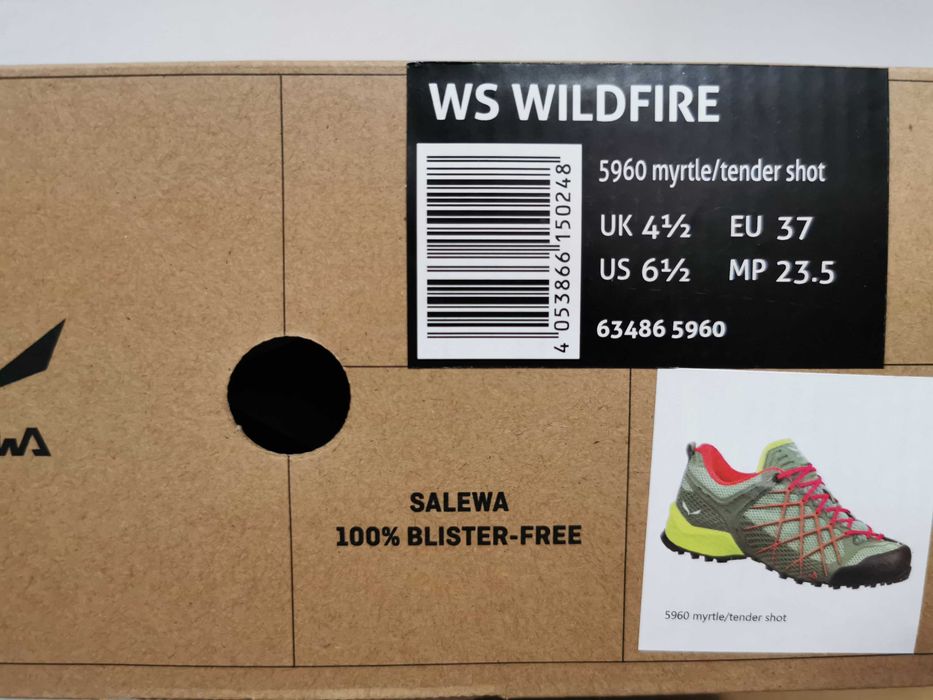 WS WILDFIRE
5960 myrtle/tender shot
UK 4½ EU 37
US 6½ MP 23.5
63486 5960
4 053866 150248
SALEWA
100% BLISTER-FREE
5960 myrtle/tender shot